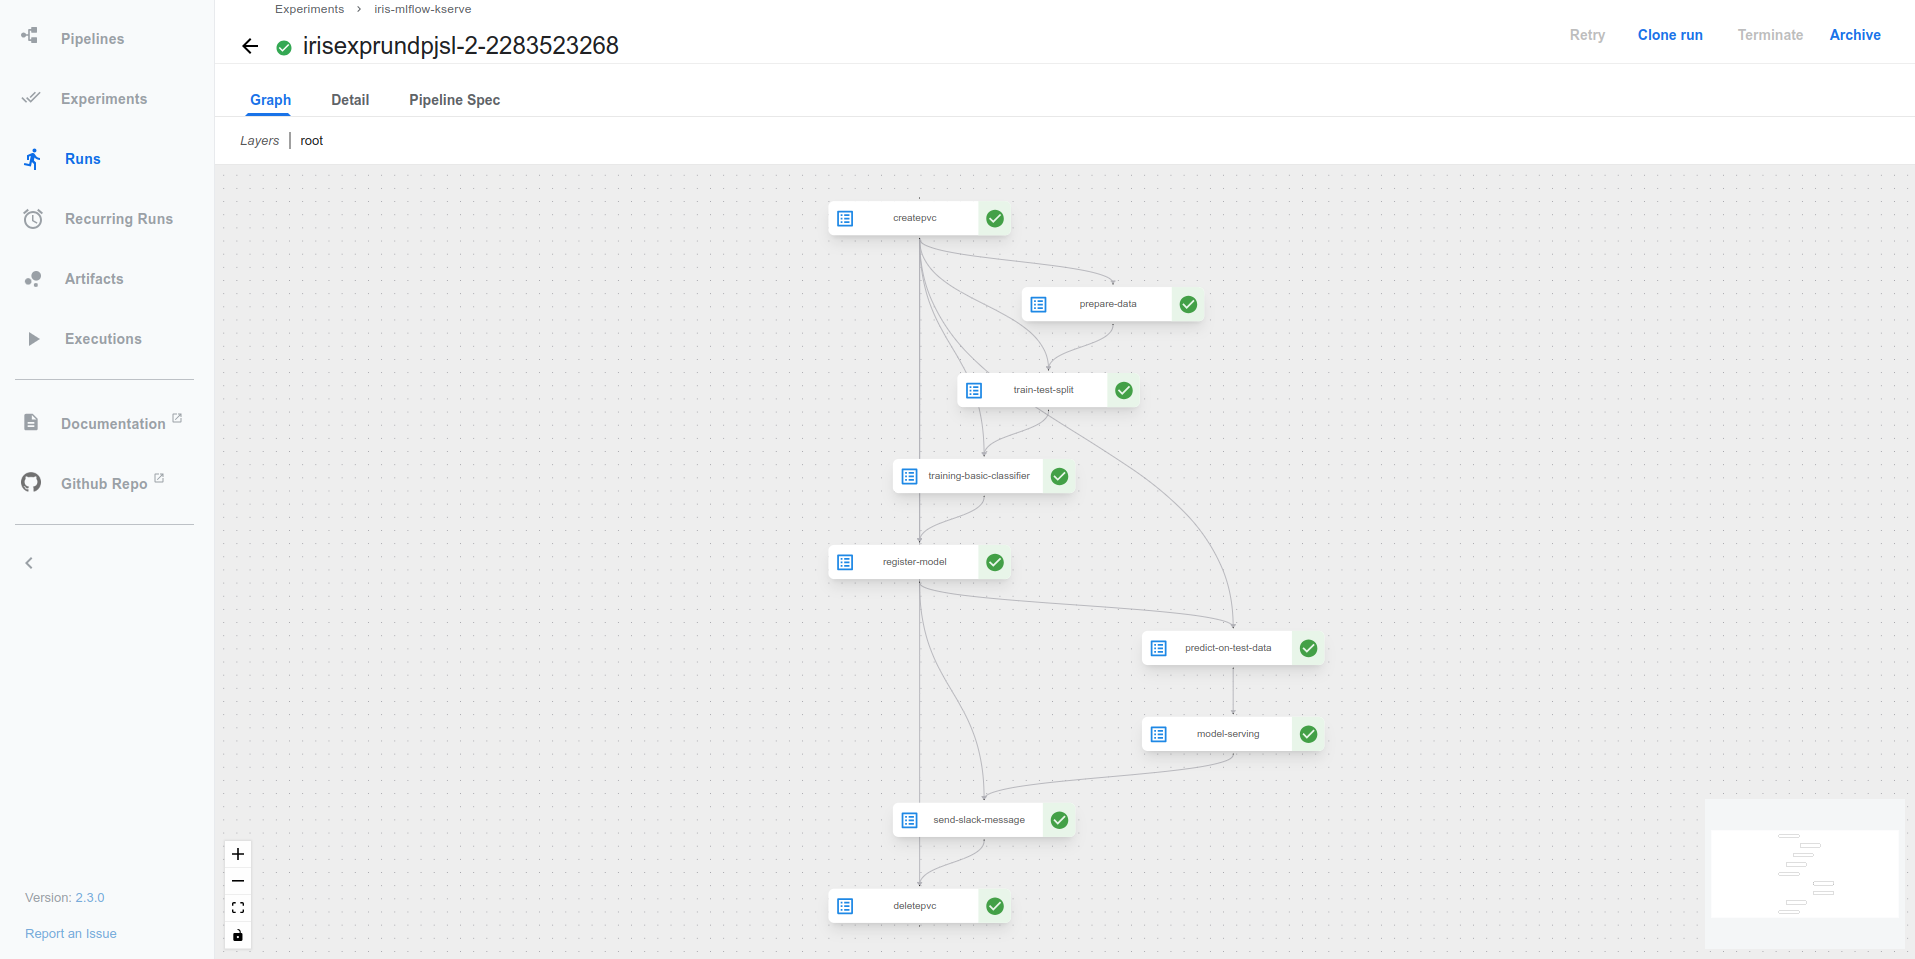 Pipelines
Experiments
Runs
Recurring Runs
Artifacts
Executions
Documentation
Github Repo
Version: 2.3.0
Report an Issue
Experiments > iris-mlflow-kserve
irisexprundpjsl-2-2283523268
Retry Clone run Terminate Archive
Graph Detail Pipeline Spec
Layers | root
createpvc
prepare-data
train-test-split
training-basic-classifier
register-model
predict-on-test-data
model-serving
send-slack-message
deletepvc